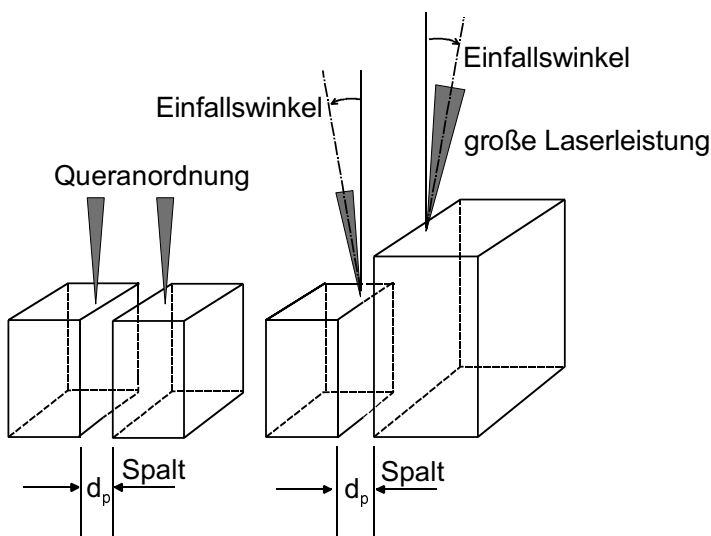 Einfallswinkel
Einfallswinkel
große Laserleistung
Queranordnung
Spalt
dp
Spalt
dp